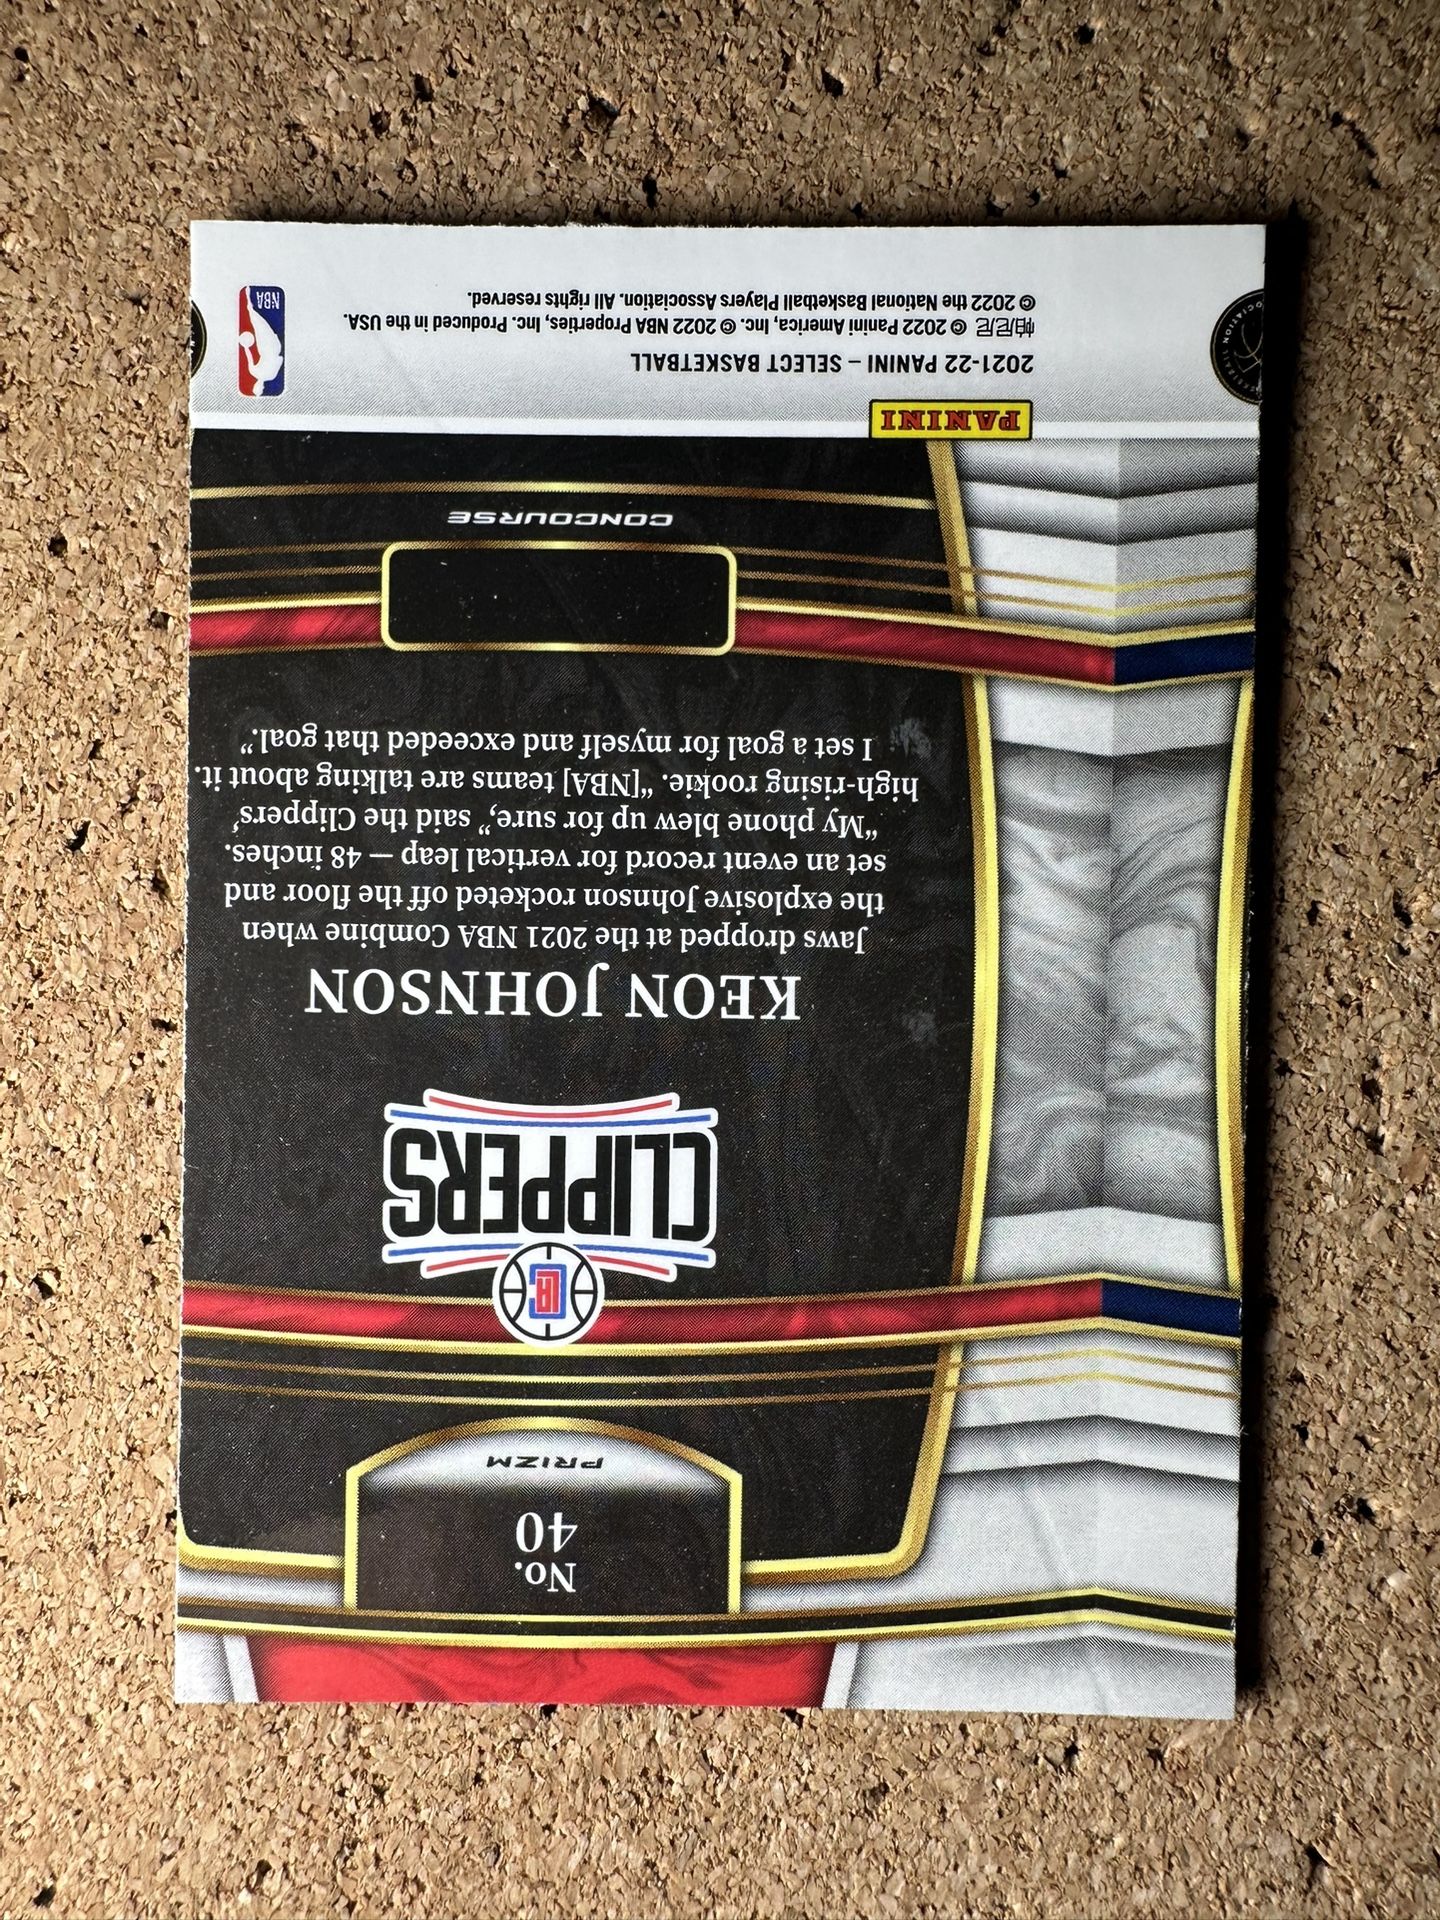 No.
40
PRIZM
CLIPPERS
KEON JOHNSON
Jaws dropped at the 2021 NBA Combine when
the explosive Johnson rocketed off the floor and
set an event record for vertical leap — 48 inches.
“My phone blew up for sure,” said the Clippers’
high-rising rookie. “[NBA] teams are talking about it.
I set a goal for myself and exceeded that goal.”
CONCOURSE
PANINI
2021-22 PANINI – SELECT BASKETBALL
帕尼尼 © 2022 Panini America, Inc. © 2022 NBA Properties, Inc. Produced in the USA.
© 2022 the National Basketball Players Association. All rights reserved.
NBA